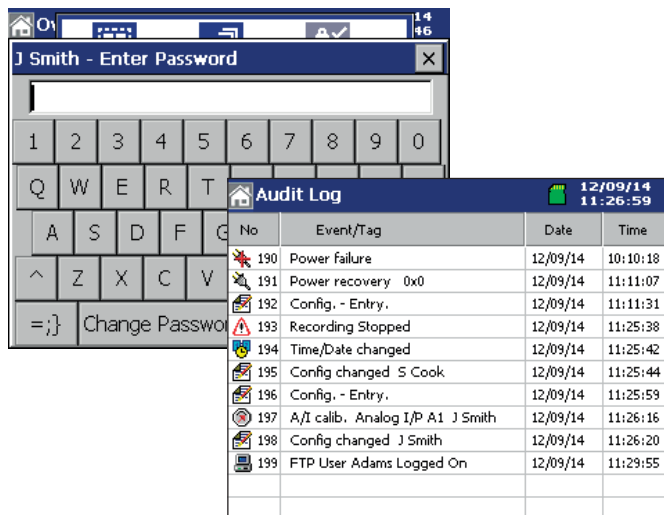 Ov
14
46
J Smith - Enter Password
1 2 3 4 5 6 7 8 9 0
Q W E R T
A S D F G
^ Z X C V
=;} Change Passwo
Audit Log 12/09/14
11:26:59
No Event/Tag Date Time
190 Power failure 12/09/14 10:10:18
191 Power recovery 0x0 12/09/14 11:11:07
192 Config. - Entry. 12/09/14 11:11:31
193 Recording Stopped 12/09/14 11:25:38
194 Time/Date changed 12/09/14 11:25:42
195 Config changed S Cook 12/09/14 11:25:44
196 Config. - Entry. 12/09/14 11:25:59
197 A/I calib. Analog I/P A1 J Smith 12/09/14 11:26:16
198 Config changed J Smith 12/09/14 11:26:20
199 FTP User Adams Logged On 12/09/14 11:29:55